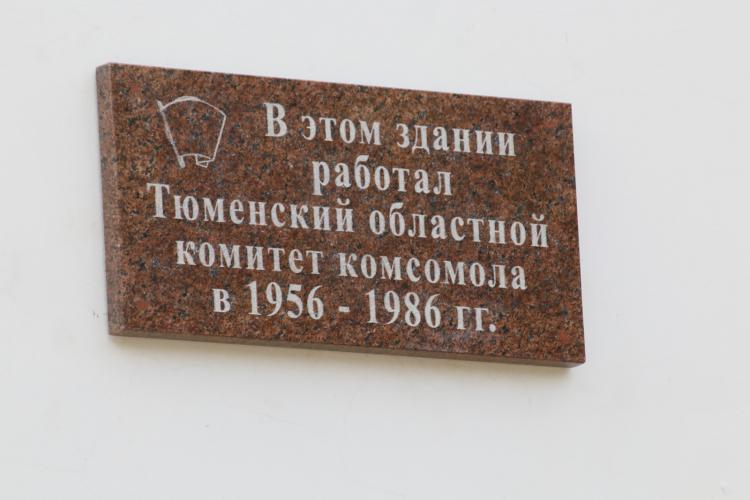 В этом здании
работал
Тюменский областной
комитет комсомола
в 1956 - 1986 гг.